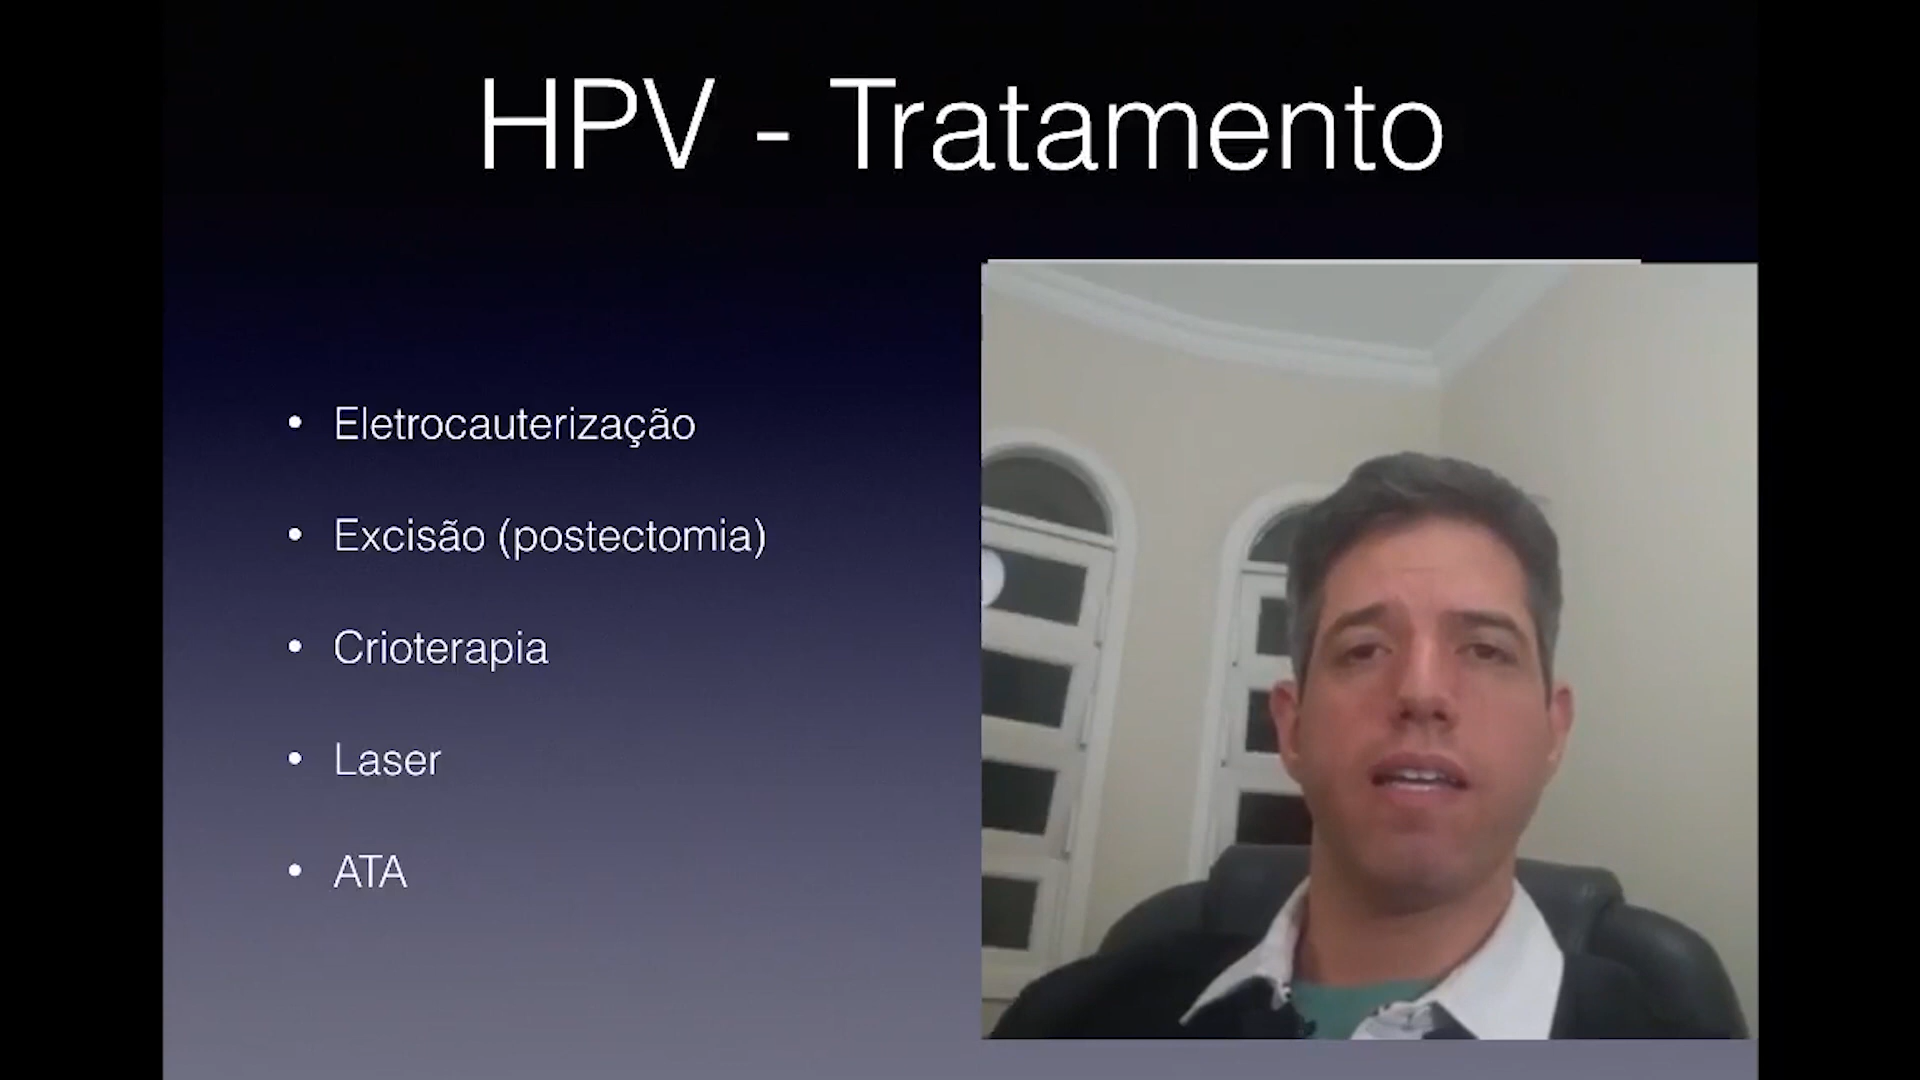 HPV - Tratamento
• Eletrocauterização
• Excisão (postectomia)
• Crioterapia
• Laser
• ATA